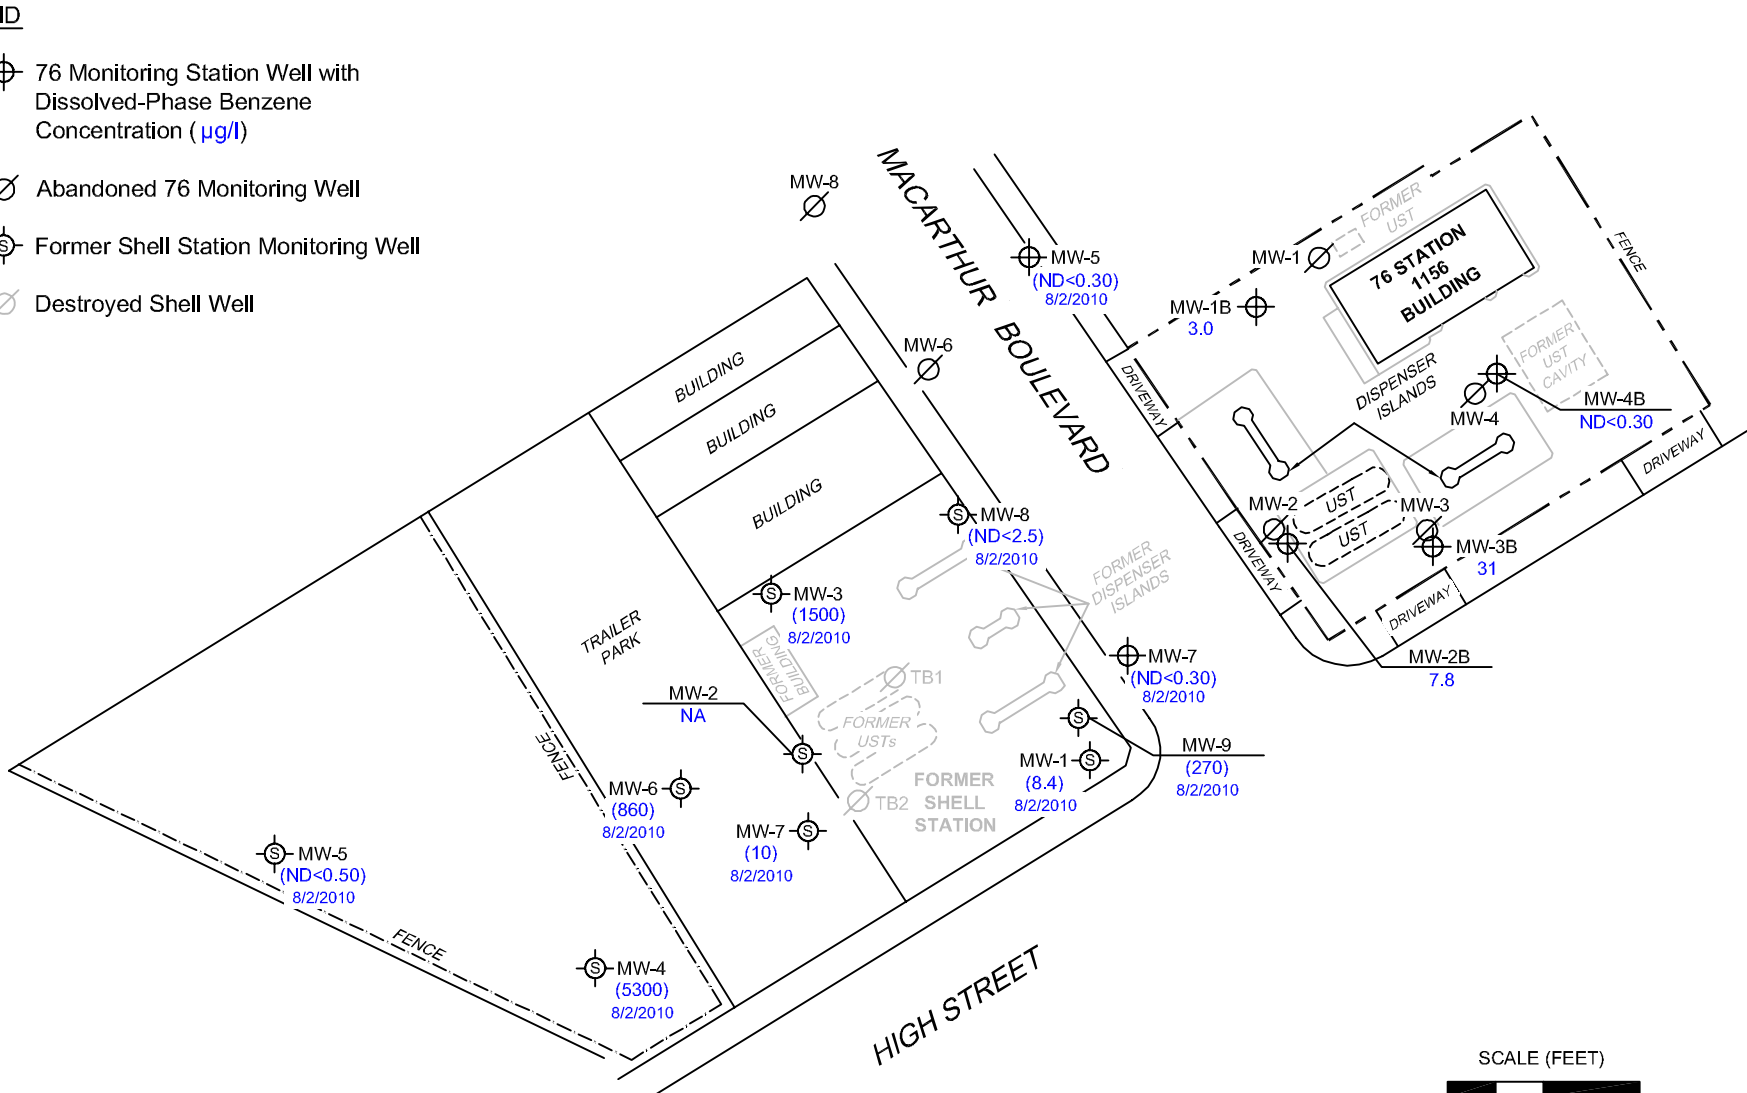 ND
76 Monitoring Station Well with
Dissolved-Phase Benzene
Concentration (µg/l)
Abandoned 76 Monitoring Well
S
Former Shell Station Monitoring Well
Destroyed Shell Well
MACARTHUR BOULEVARD
MW-8
MW-5
(ND<0.30)
8/2/2010
MW-6
FORMER
UST
MW-1
76 STATION
1156
BUILDING
FENCE
MW-1B
3.0
FORMER
UST
CAVITY
DISPENSER
ISLANDS
DRIVEWAY
MW-4
MW-4B
ND<0.30
DRIVEWAY
MW-2
UST
UST
MW-3
MW-3B
31
DRIVEWAY
DRIVEWAY
MW-2B
7.8
BUILDING
BUILDING
BUILDING
S
MW-8
(ND<2.5)
8/2/2010
FORMER
DISPENSER
ISLANDS
S
MW-3
(1500)
8/2/2010
TRAILER
PARK
FORMER
BUILDING
TB1
MW-7
(ND<0.30)
8/2/2010
MW-2
NA
S
FORMER
USTs
S
MW-9
(270)
8/2/2010
MW-1
S
(8.4)
8/2/2010
FENCE
MW-6
S
(860)
8/2/2010
TB2
FORMER
SHELL
STATION
MW-7
S
(10)
8/2/2010
S
MW-5
(ND<0.50)
8/2/2010
FENCE
S
MW-4
(5300)
8/2/2010
HIGH STREET
SCALE (FEET)